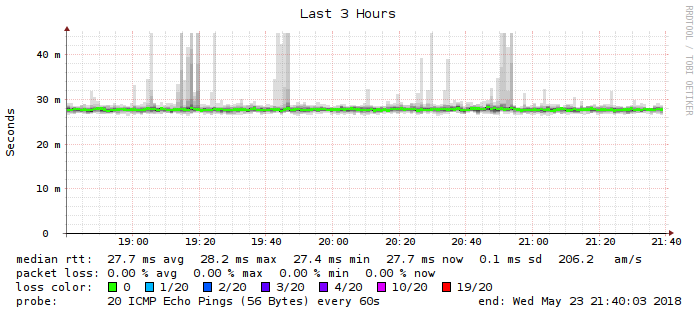 Last 3 Hours
RRDTOOL / TOBI OETIKER
Seconds
40 m
30 m
20 m
10 m
0
19:00 19:20 19:40 20:00 20:20 20:40 21:00 21:20 21:40
median rtt: 27.7 ms avg 28.2 ms max 27.4 ms min 27.7 ms now 0.1 ms sd 206.2 am/s
packet loss: 0.00 % avg 0.00 % max 0.00 % min 0.00 % now
loss color: 0 1/20 2/20 3/20 4/20 10/20 19/20
probe: 20 ICMP Echo Pings (56 Bytes) every 60s end: Wed May 23 21:40:03 2018